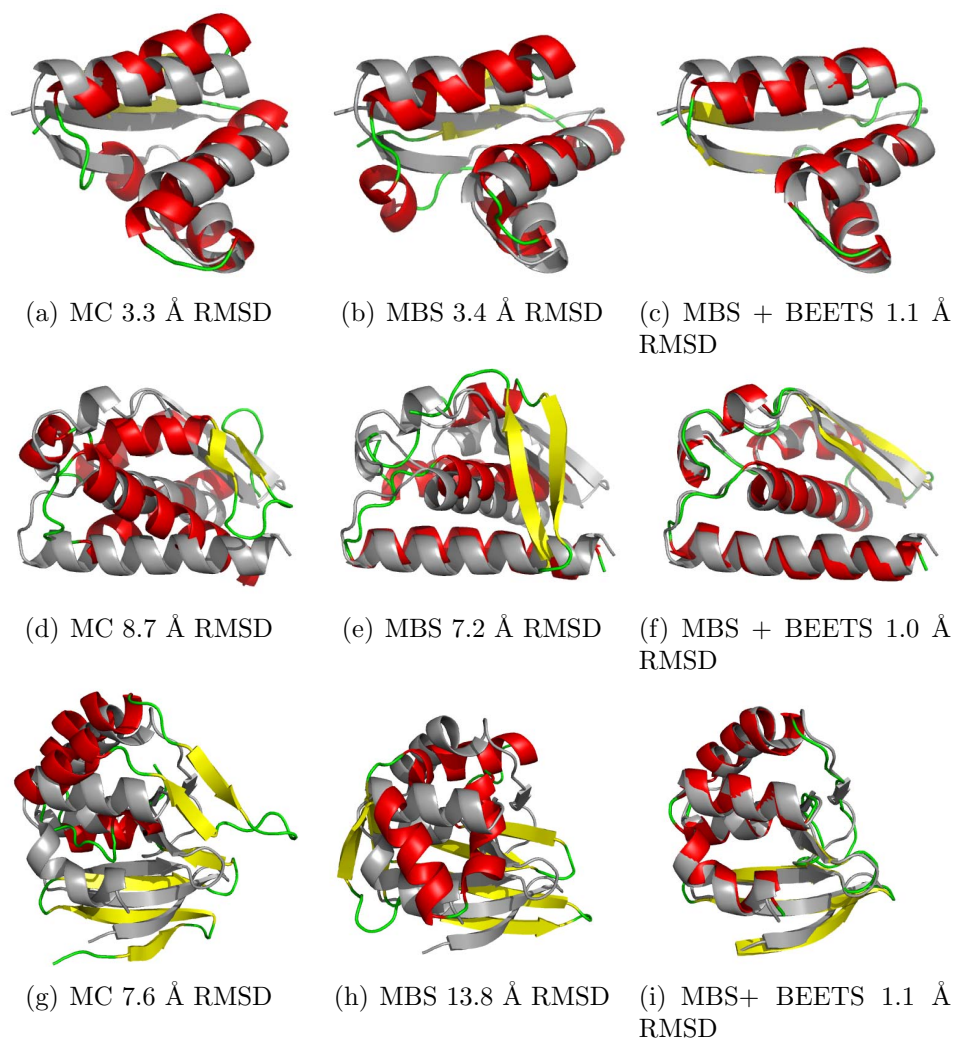 (a) MC 3.3 Å RMSD
(b) MBS 3.4 Å RMSD
(c) MBS + BEETS 1.1 Å
RMSD
(d) MC 8.7 Å RMSD
(e) MBS 7.2 Å RMSD
(f) MBS + BEETS 1.0 Å
RMSD
(g) MC 7.6 Å RMSD
(h) MBS 13.8 Å RMSD
(i) MBS+ BEETS 1.1 Å
RMSD